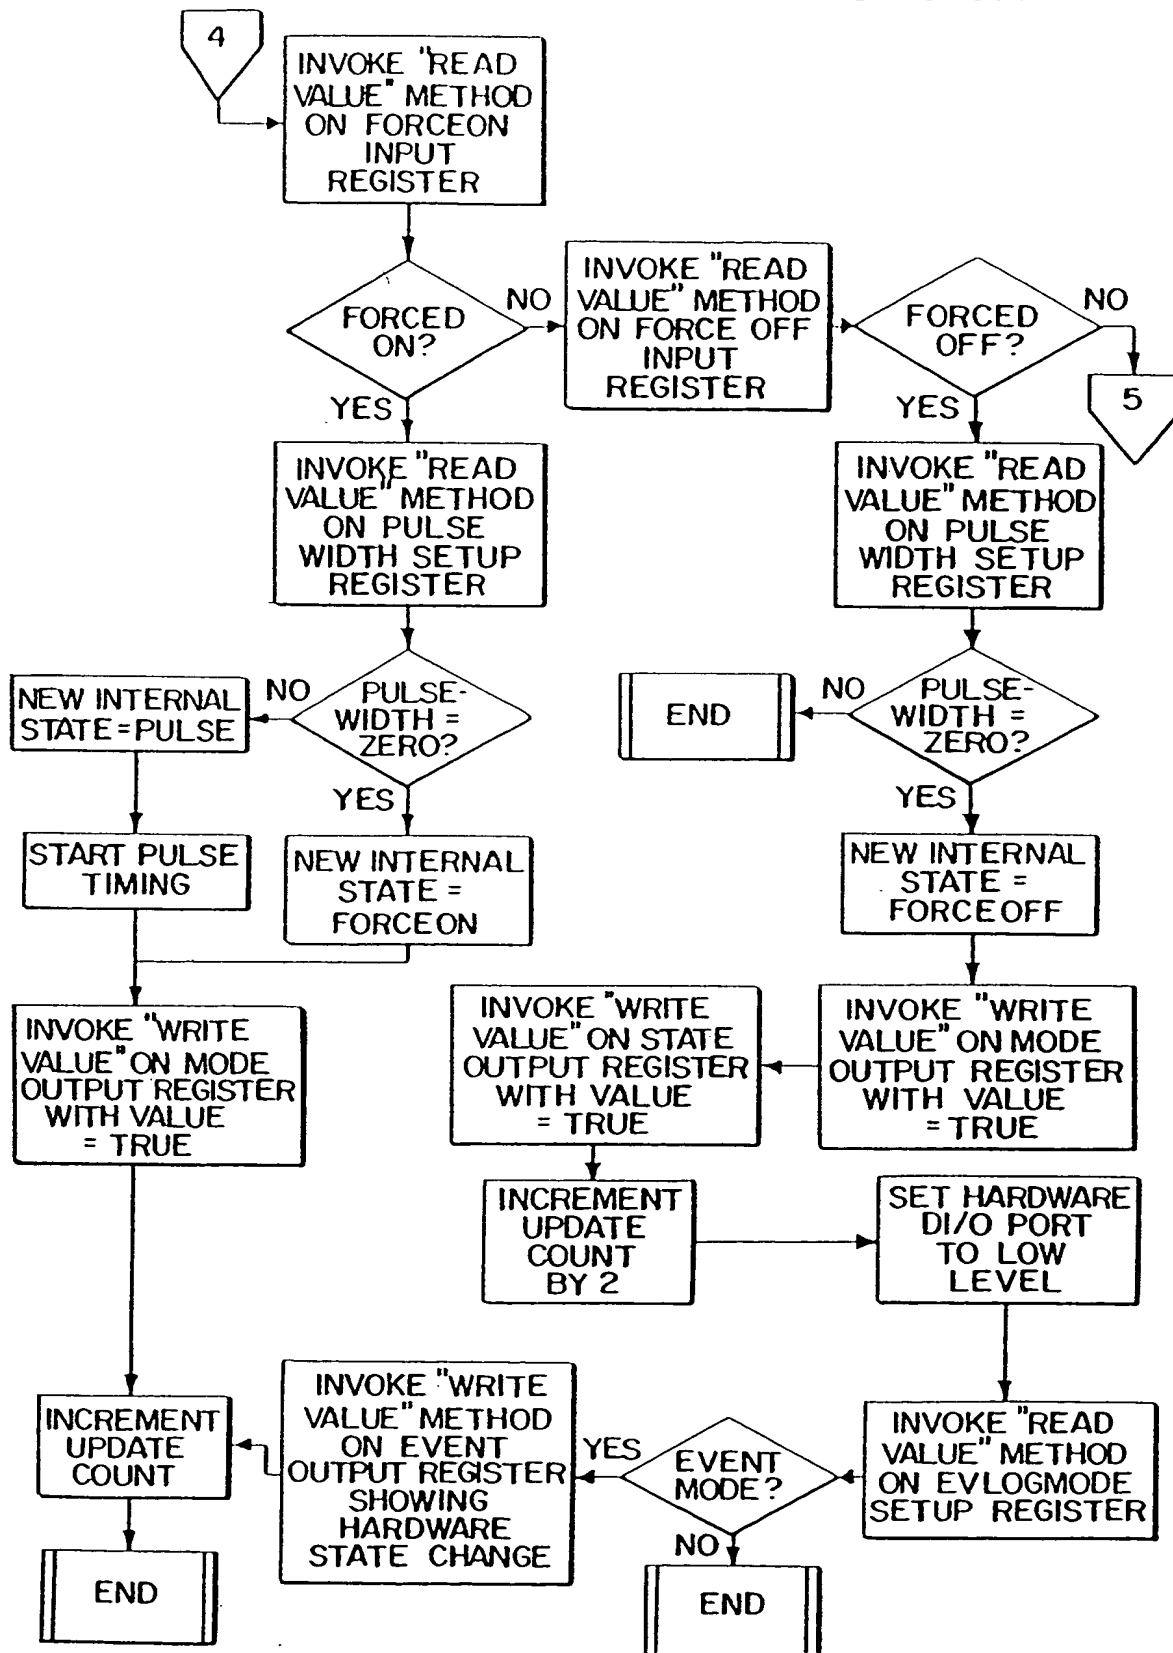 4
INVOKE "READ
VALUE" METHOD
ON FORCEON
INPUT
REGISTER
FORCED
ON?
NO
INVOKE "READ
VALUE" METHOD
ON FORCE OFF
INPUT
REGISTER
FORCED
OFF?
NO
5
YES
YES
INVOKE "READ
VALUE" METHOD
ON PULSE
WIDTH SETUP
REGISTER
INVOKE "READ
VALUE" METHOD
ON PULSE
WIDTH SETUP
REGISTER
NEW INTERNAL
STATE=PULSE
NO
PULSE-
WIDTH =
ZERO?
END
NO
PULSE-
WIDTH =
ZERO?
YES
YES
START PULSE
TIMING
NEW INTERNAL
STATE =
FORCEON
NEW INTERNAL
STATE =
FORCEOFF
INVOKE "WRITE
VALUE" ON MODE
OUTPUT REGISTER
WITH VALUE
= TRUE
INVOKE "WRITE
VALUE" ON STATE
OUTPUT REGISTER
WITH VALUE
= TRUE
INVOKE "WRITE
VALUE" ON MODE
OUTPUT REGISTER
WITH VALUE
= TRUE
INCREMENT
UPDATE
COUNT
BY 2
SET HARDWARE
DI/O PORT
TO LOW
LEVEL
INCREMENT
UPDATE
COUNT
INVOKE "WRITE
VALUE" METHOD
ON EVENT
OUTPUT REGISTER
SHOWING
HARDWARE
STATE CHANGE
YES
EVENT
MODE?
INVOKE "READ
VALUE" METHOD
ON EVLOGMODE
SETUP REGISTER
NO
END
END